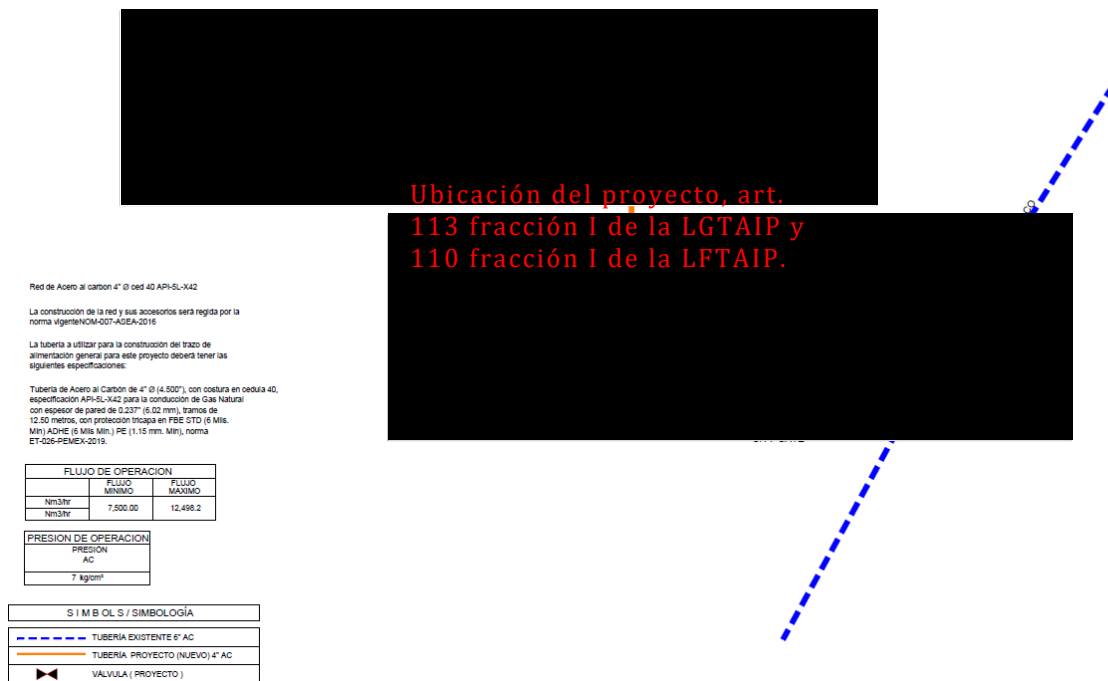 Ubicación del proyecto, art.
113 fracción I de la LGTAIP y
110 fracción I de la LFTAIP.
Red de Acero al carbon 4" Ø ced 40 API-5L-X42
La construcción de la red y sus accesorios será regida por la
norma vigenteNOM-007-ASEA-2016
La tubería a utilizar para la construcción del trazo de
alimentación general para este proyecto deberá tener las
siguientes especificaciones:
Tubería de Acero al Carbón de 4" Ø (4.500"), con costura en cedula 40,
especificación API-5L-X42 para la conducción de Gas Natural
con espesor de pared de 0.237" (6.02 mm), tramos de
12.50 metros, con protección tricapa en FBE STD (6 Mils.
Min) ADHE (6 Mils Min.) PE (1.15 mm. Min), norma
ET-026-PEMEX-2019.
FLUJO DE OPERACION
FLUJO MINIMO FLUJO MAXIMO
Nm3/hr 7,500.00 12,498.2
Nm3/hr
PRESION DE OPERACION
PRESIÓN
AC
7 kg/cm²
S I M B OL S / SIMBOLOGÍA
TUBERÍA EXISTENTE 6" AC
TUBERÍA PROYECTO (NUEVO) 4" AC
VÁLVULA ( PROYECTO )